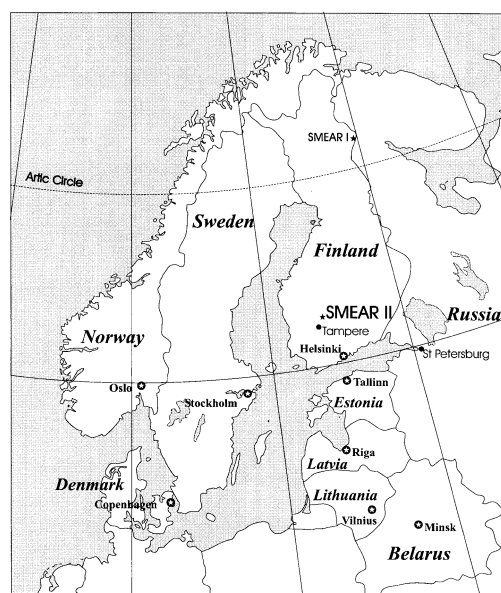 SMEAR I
Artic Circle
Sweden
Finland
SMEAR II
Russia
Tampere
Norway
Helsinki
St Petersburg
Oslo
Tallinn
Stockholm
Estonia
Riga
Latvia
Denmark
Lithuania
Copenhagen
Vilnius
Minsk
Belarus